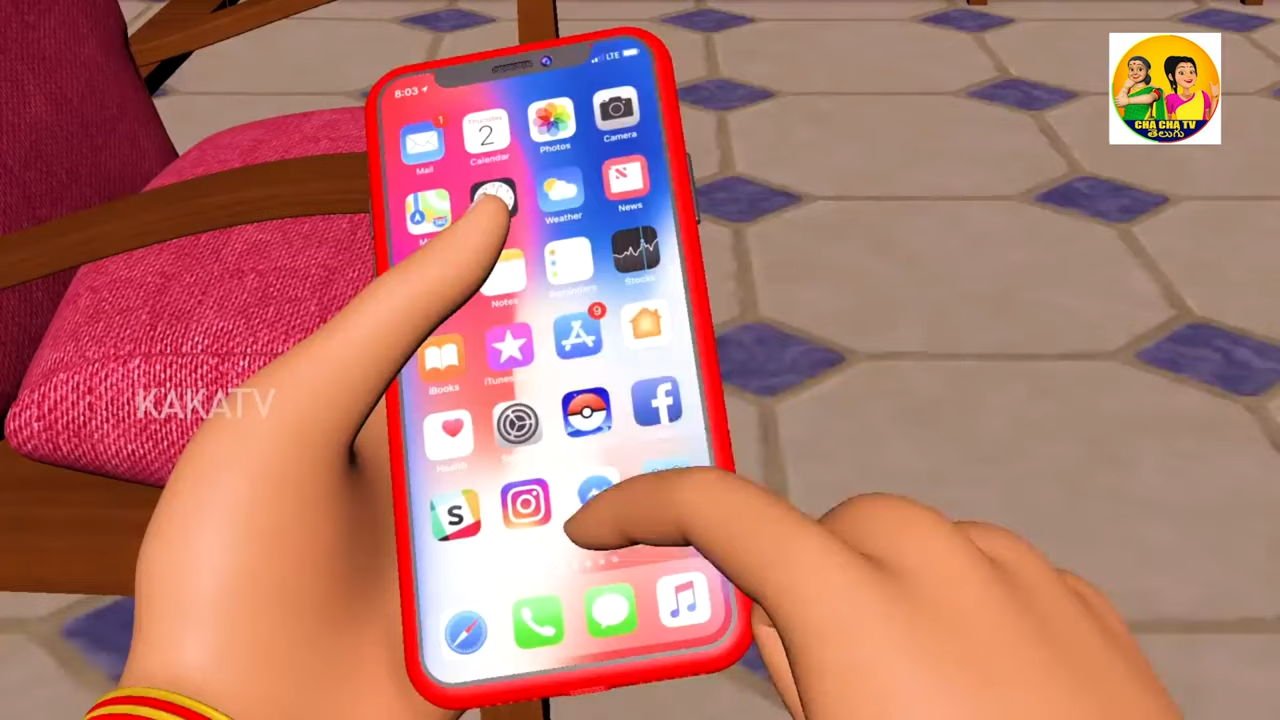 8:03
LTE
1
Thursday
2
Mail
Calendar
Photos
Camera
Weather
News
Notes
Reminders
Stocks
9
iBooks
iTunes
Health
S
KAKATV
CHA CHA TV
తెలుగు